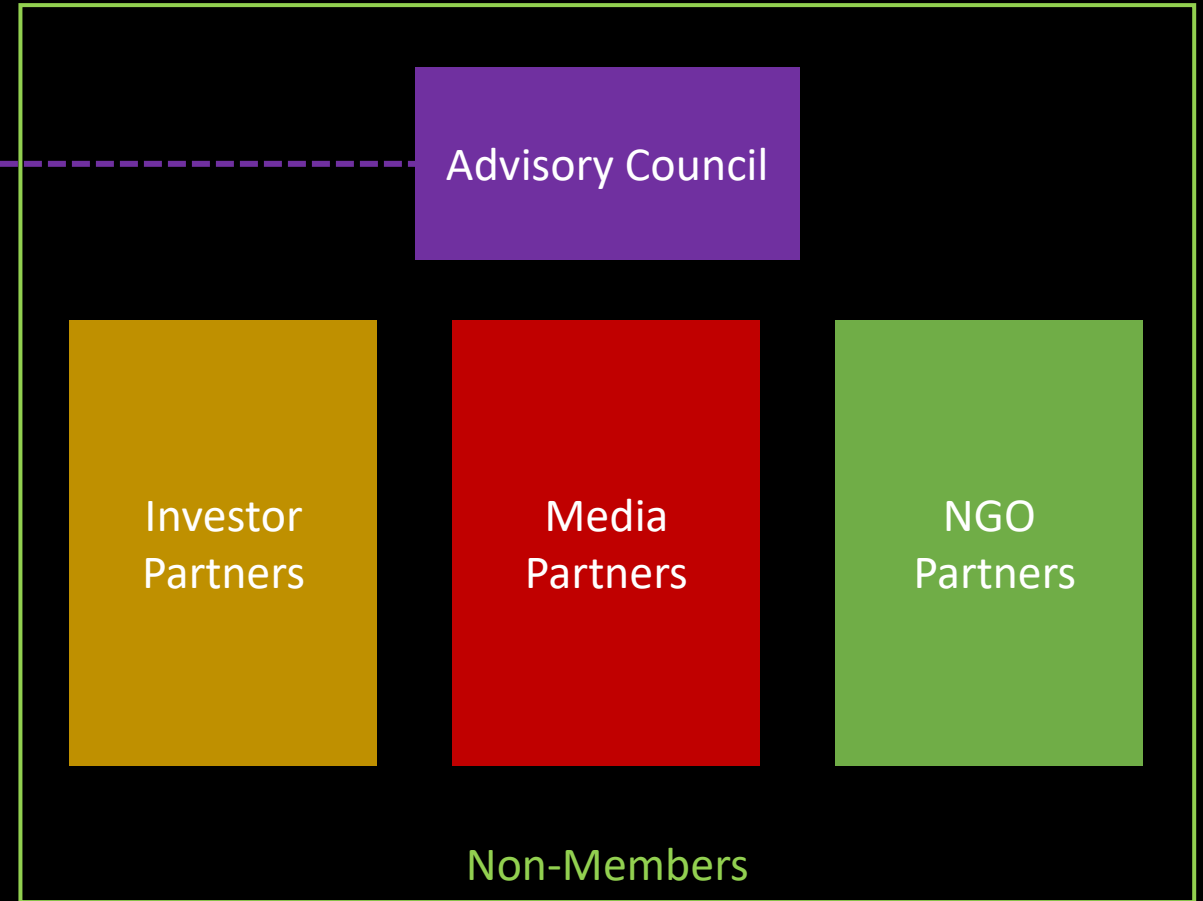 Advisory Council
Investor
Partners
Media
Partners
NGO
Partners
Non-Members